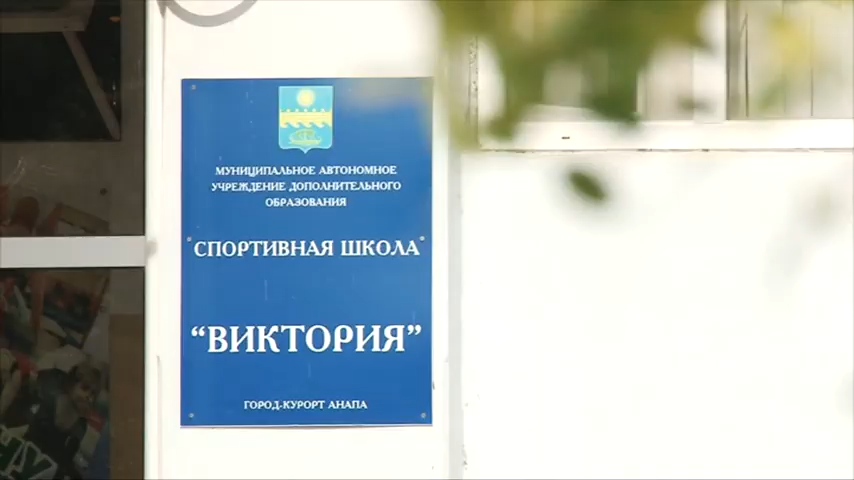 МУНИЦИПАЛЬНОЕ АВТОНОМНОЕ
УЧРЕЖДЕНИЕ ДОПОЛНИТЕЛЬНОГО
ОБРАЗОВАНИЯ
СПОРТИВНАЯ ШКОЛА
“ВИКТОРИЯ”
ГОРОД-КУРОРТ АНАПА